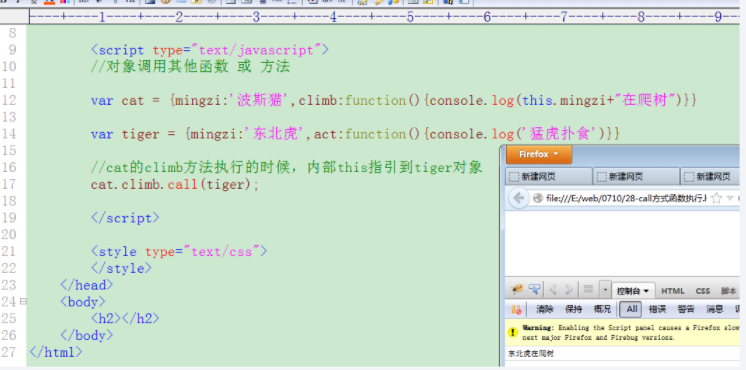 ----+----1----+----2----+----3----+----4----+----5----+----6----+----7----+----8----+----9--
8
9 <script type="text/javascript">
10 //对象调用其他函数 或 方法
11
12 var cat = {mingzi:'波斯猫',climb:function(){console.log(this.mingzi+"在爬树")}}
13
14 var tiger = {mingzi:'东北虎',act:function(){console.log('猛虎扑食')}}
15
16 //cat的climb方法执行的时候，内部this指引到tiger对象
17 cat.climb.call(tiger);
18
19 </script>
20
21 <style type="text/css">
22 </style>
23 </head>
24 <body>
25 <h2></h2>
26 </body>
27 </html>
Firefox
新建网页 新建网页 新建网页
file:///E:/web/0710/28-call方式函数执行.
控制台 HTML CSS 脚本
清除 保持 概况 All 错误 警告 消息
Warning: Enabling the Script panel causes a Firefox slow
next major Firefox and Firebug versions.
东北虎在爬树